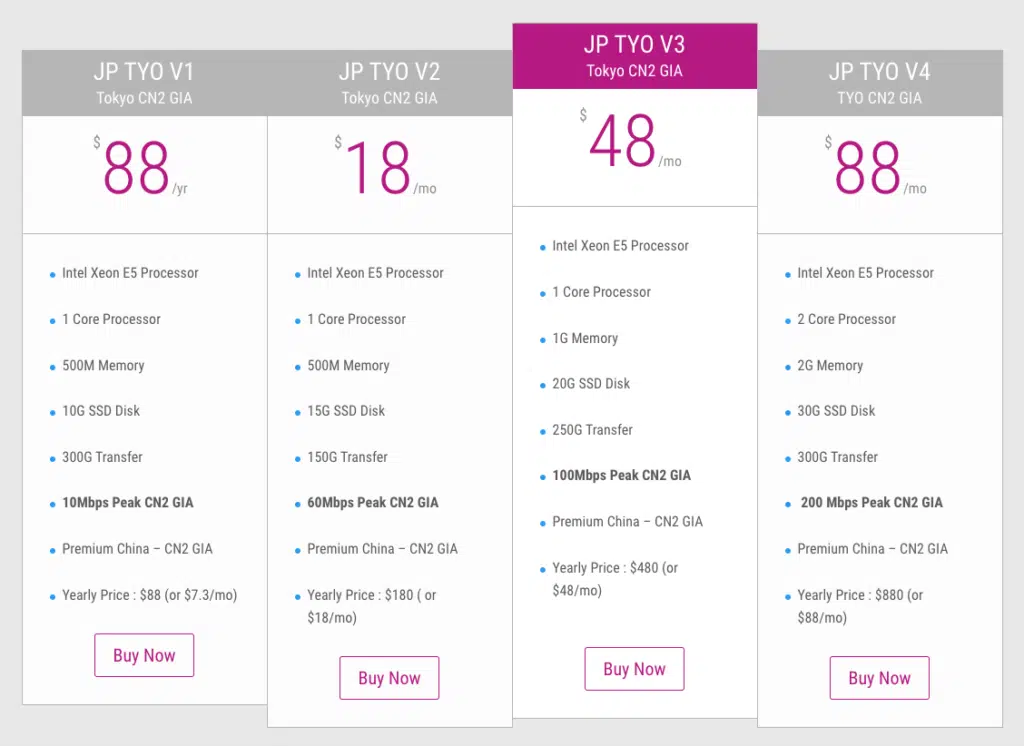 JP TYO V1
Tokyo CN2 GIA
$88/yr
Intel Xeon E5 Processor
1 Core Processor
500M Memory
10G SSD Disk
300G Transfer
10Mbps Peak CN2 GIA
Premium China – CN2 GIA
Yearly Price : $88 (or $7.3/mo)
Buy Now
JP TYO V2
Tokyo CN2 GIA
$18/mo
Intel Xeon E5 Processor
1 Core Processor
500M Memory
15G SSD Disk
150G Transfer
60Mbps Peak CN2 GIA
Premium China – CN2 GIA
Yearly Price : $180 ( or
$18/mo)
Buy Now
JP TYO V3
Tokyo CN2 GIA
$48/mo
Intel Xeon E5 Processor
1 Core Processor
1G Memory
20G SSD Disk
250G Transfer
100Mbps Peak CN2 GIA
Premium China – CN2 GIA
Yearly Price : $480 (or
$48/mo)
Buy Now
JP TYO V4
TYO CN2 GIA
$88/mo
Intel Xeon E5 Processor
2 Core Processor
2G Memory
30G SSD Disk
300G Transfer
200 Mbps Peak CN2 GIA
Premium China – CN2 GIA
Yearly Price : $880 (or
$88/mo)
Buy Now